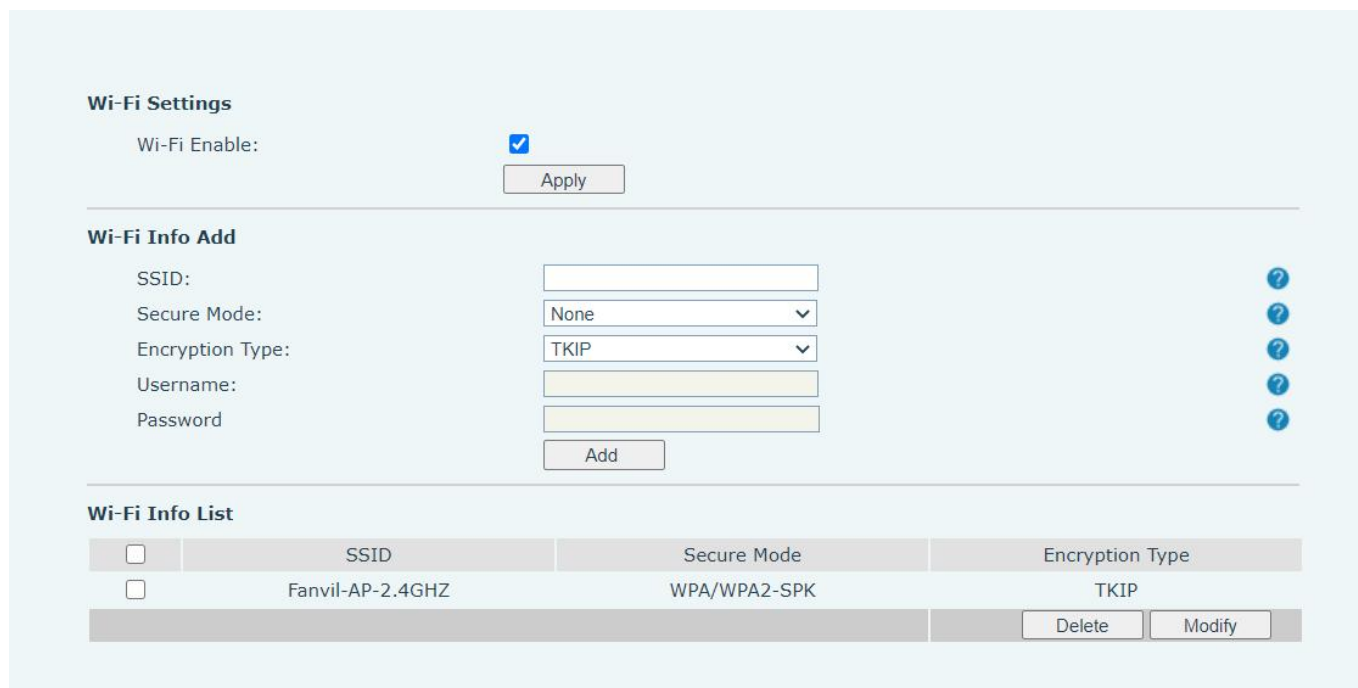 Wi-Fi Settings
Wi-Fi Enable:
Apply
Wi-Fi Info Add
SSID:
Secure Mode: None
Encryption Type: TKIP
Username:
Password
Add
Wi-Fi Info List
SSID Secure Mode Encryption Type
Fanvil-AP-2.4GHZ WPA/WPA2-SPK TKIP
Delete Modify